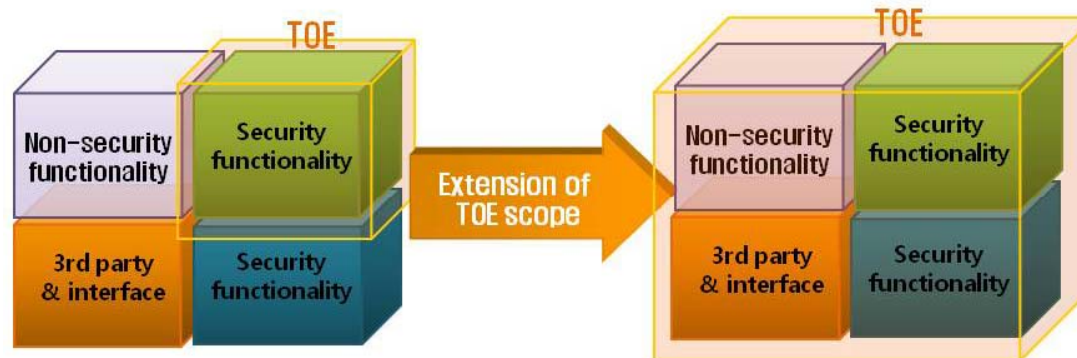 TOE
Non-security
functionality
Security
functionality
3rd party
& interface
Security
functionality
Extension of
TOE scope
TOE
Non-security
functionality
Security
functionality
3rd party
& interface
Security
functionality